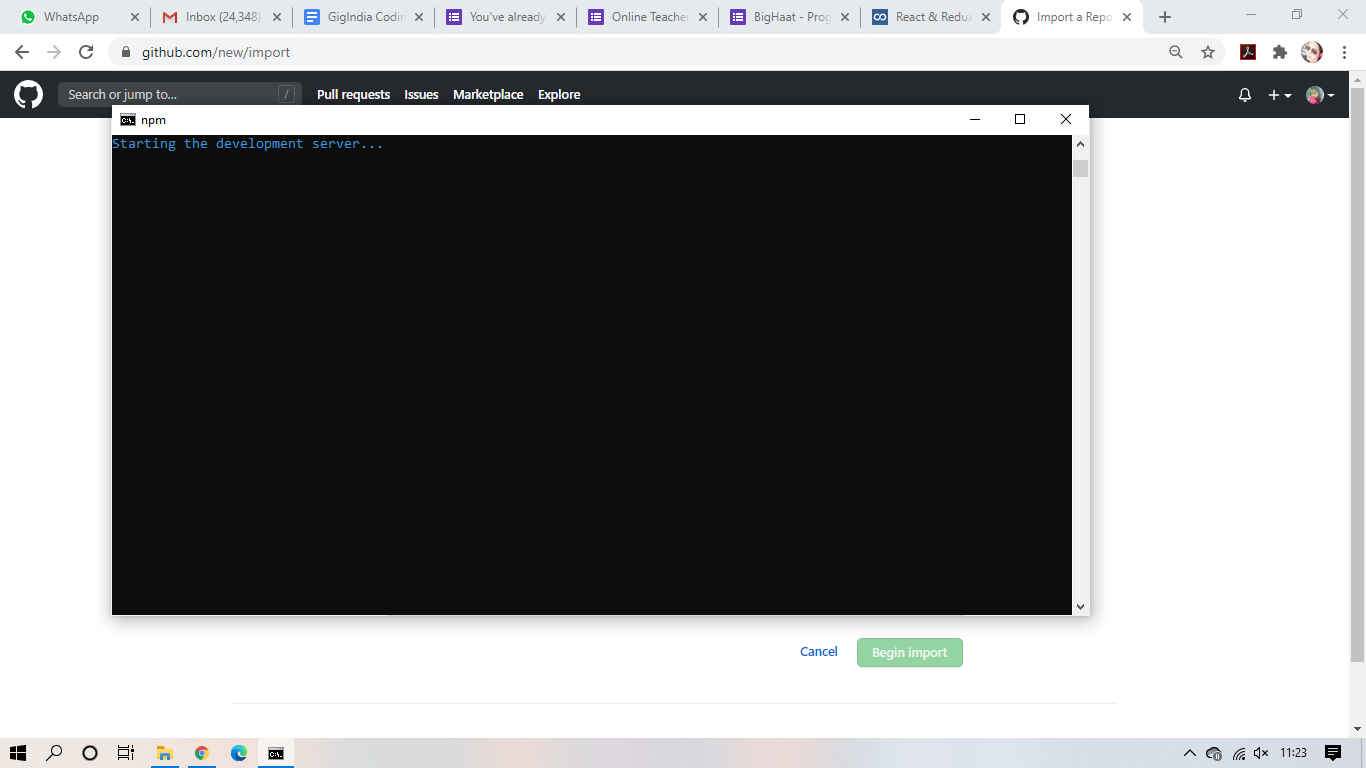 WhatsApp
Inbox (24,348)
GigIndia Codin
You've already
Online Teacher
BigHaat - Prog
React & Redux
Import a Repo
github.com/new/import
Search or jump to...
/
Pull requests
Issues
Marketplace
Explore
npm
Starting the development server...
Cancel
Begin import
11:23